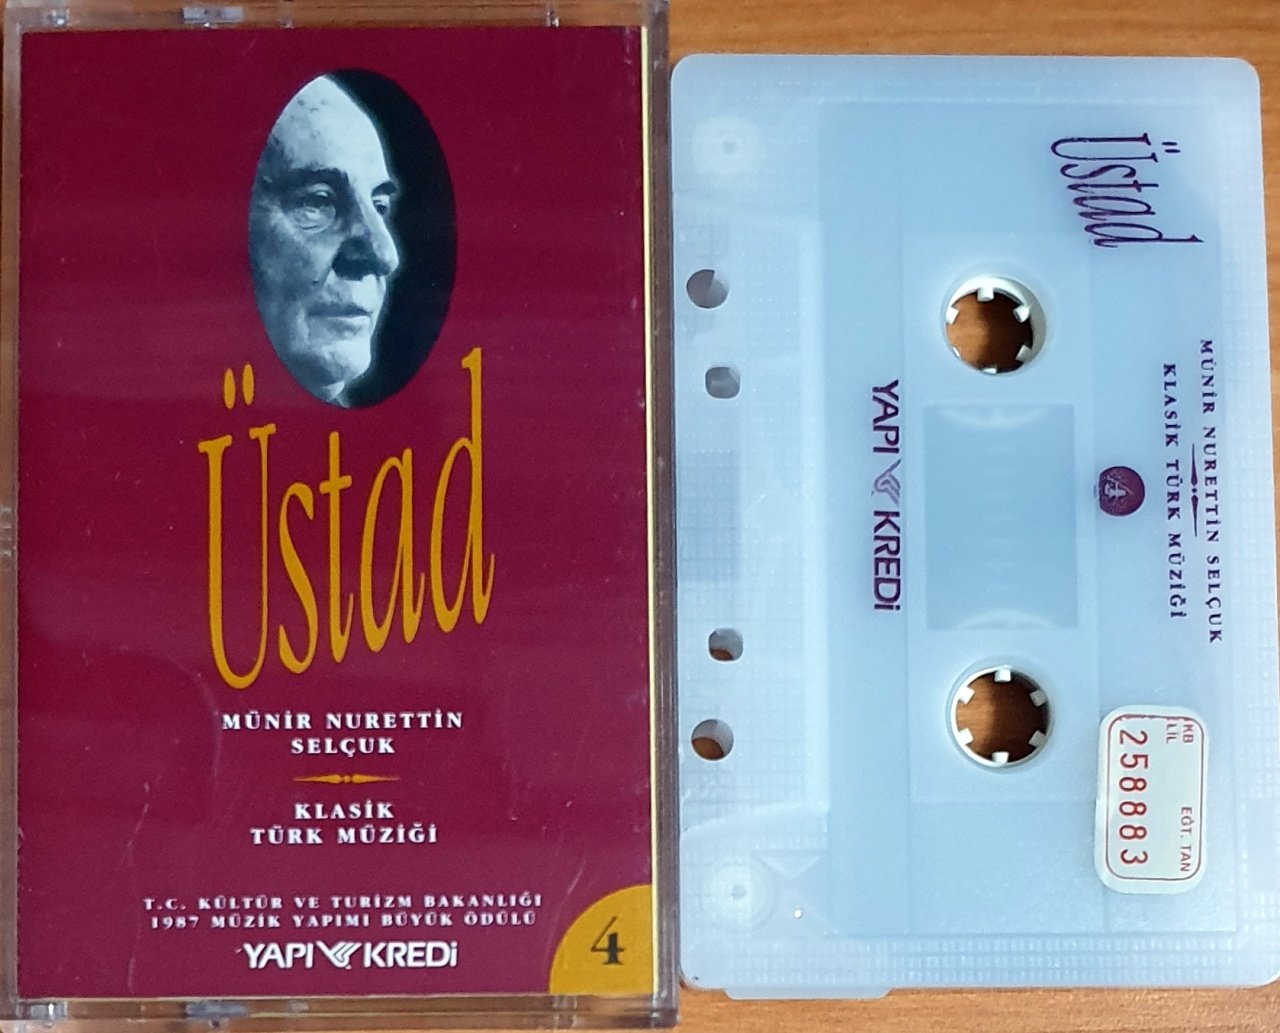 Üstad
MÜNİR NURETTİN
SELÇUK
KLASİK
TÜRK MÜZİĞİ
T.C. KÜLTÜR VE TURİZM BAKANLIĞI
1987 MÜZİK YAPIMI BÜYÜK ÖDÜLÜ
YAPI KREDİ
4
Üstad
MÜNİR NURETTİN SELÇUK
KLASİK TÜRK MÜZİĞİ
4
YAPI KREDİ
EĞT. TAN
258883